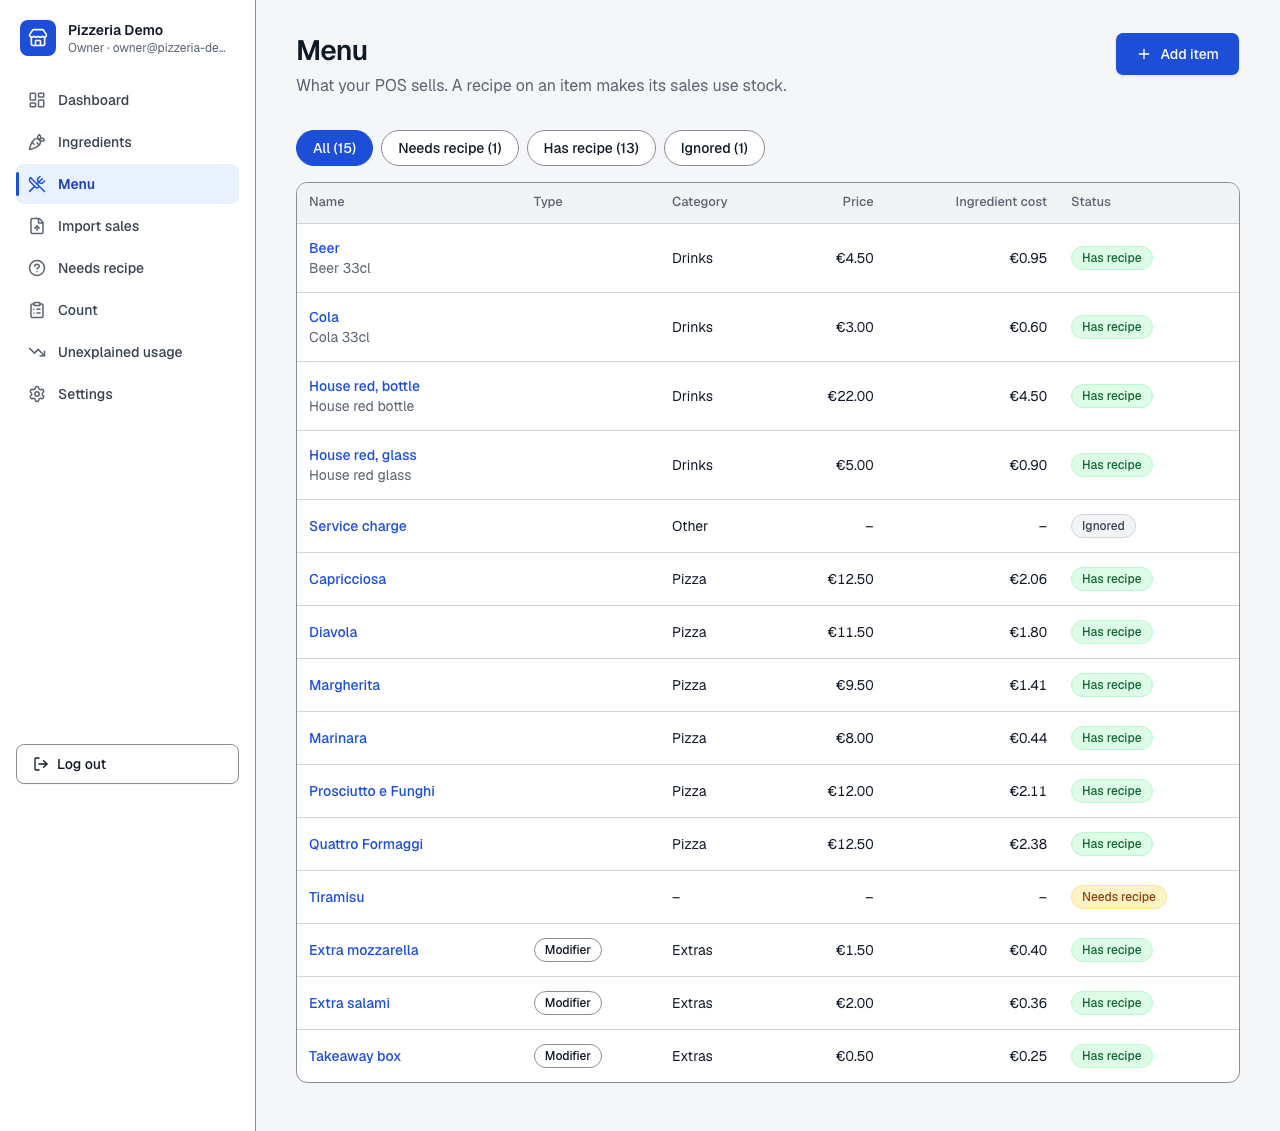 Pizzeria Demo
Owner · owner@pizzeria-de...
Dashboard
Ingredients
Menu
Import sales
Needs recipe
Count
Unexplained usage
Settings
Log out
Menu
What your POS sells. A recipe on an item makes its sales use stock.
Add item
All (15) Needs recipe (1) Has recipe (13) Ignored (1)
Name Type Category Price Ingredient cost Status
Beer
Beer 33cl
Drinks €4.50 €0.95 Has recipe
Cola
Cola 33cl
Drinks €3.00 €0.60 Has recipe
House red, bottle
House red bottle
Drinks €22.00 €4.50 Has recipe
House red, glass
House red glass
Drinks €5.00 €0.90 Has recipe
Service charge Other – – Ignored
Capricciosa Pizza €12.50 €2.06 Has recipe
Diavola Pizza €11.50 €1.80 Has recipe
Margherita Pizza €9.50 €1.41 Has recipe
Marinara Pizza €8.00 €0.44 Has recipe
Prosciutto e Funghi Pizza €12.00 €2.11 Has recipe
Quattro Formaggi Pizza €12.50 €2.38 Has recipe
Tiramisu – – – Needs recipe
Extra mozzarella Modifier Extras €1.50 €0.40 Has recipe
Extra salami Modifier Extras €2.00 €0.36 Has recipe
Takeaway box Modifier Extras €0.50 €0.25 Has recipe